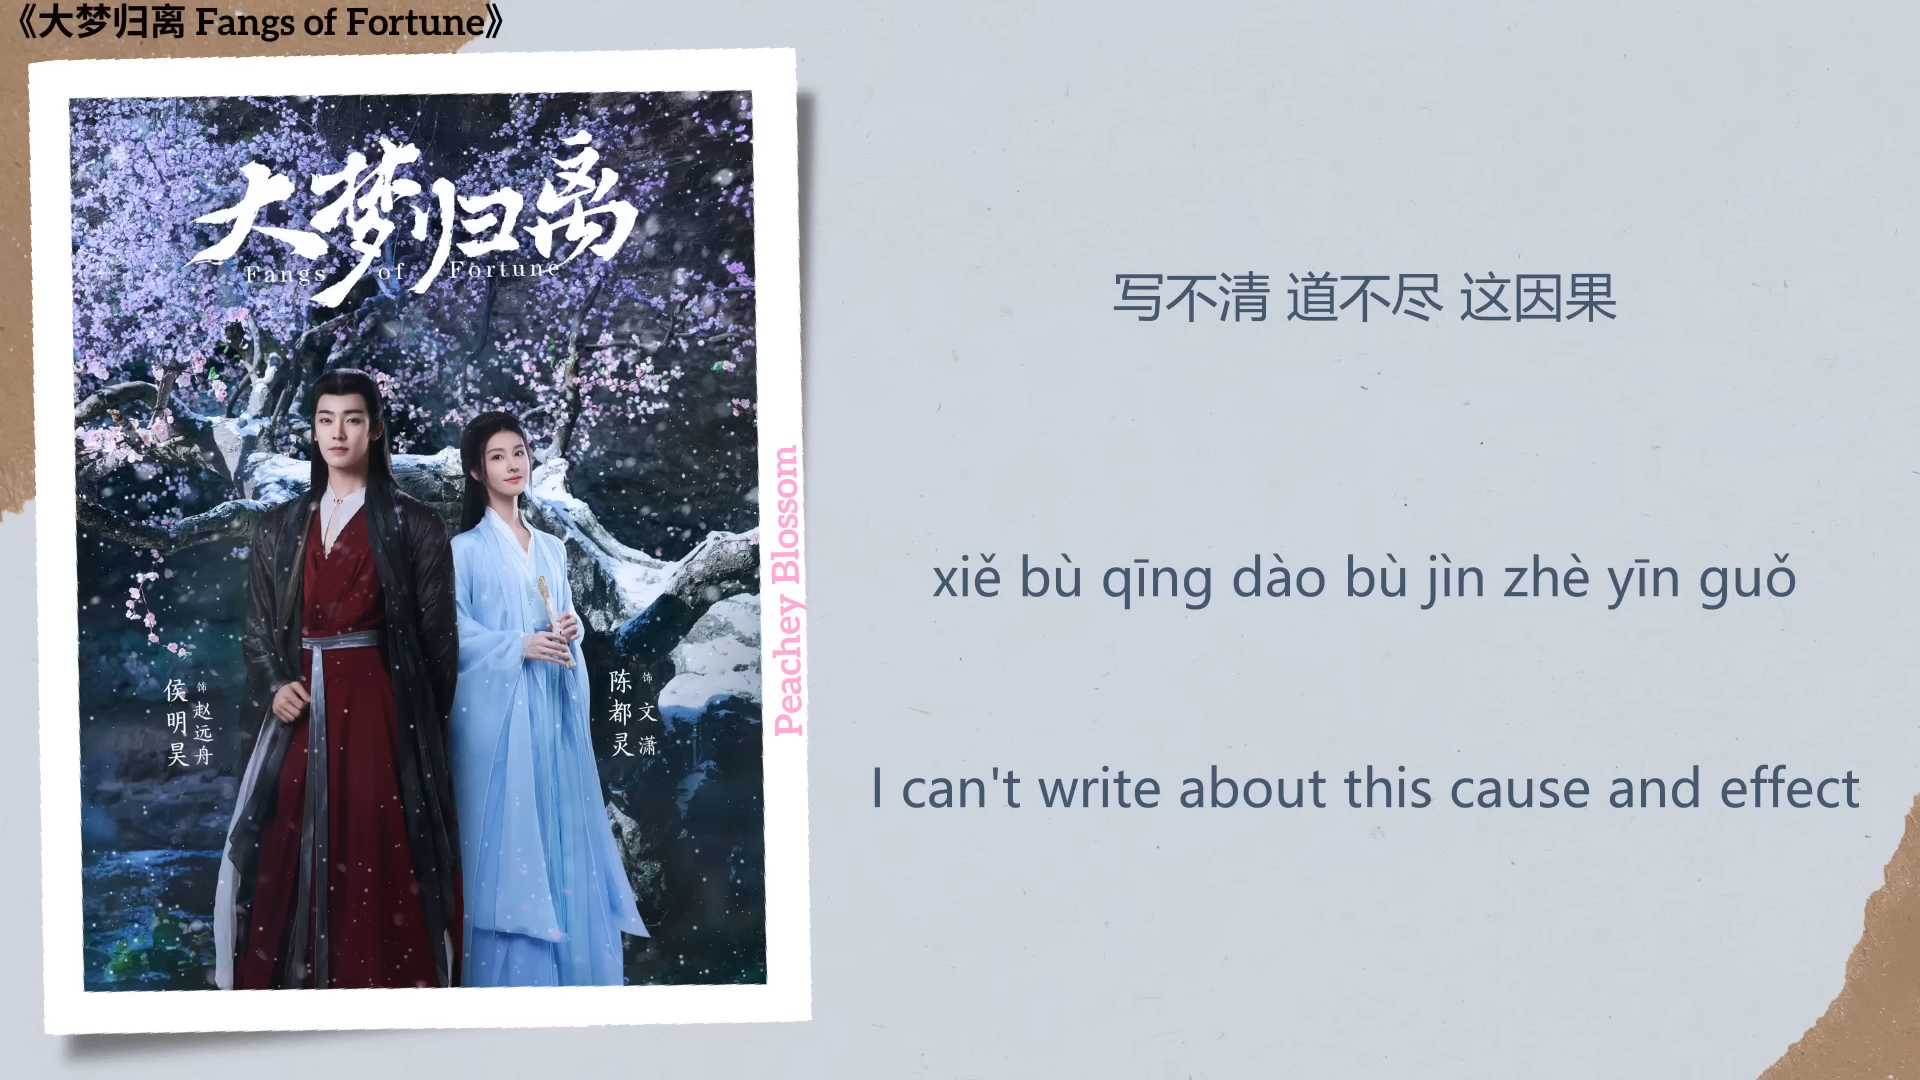 《大梦归离 Fangs of Fortune》
大梦归离
Fangs of Fortune
侯明昊
饰 赵远舟
陈都灵
饰 文潇
Peachey Blossom
写不清 道不尽 这因果
xiě bù qīng dào bù jìn zhè yīn guǒ
I can't write about this cause and effect